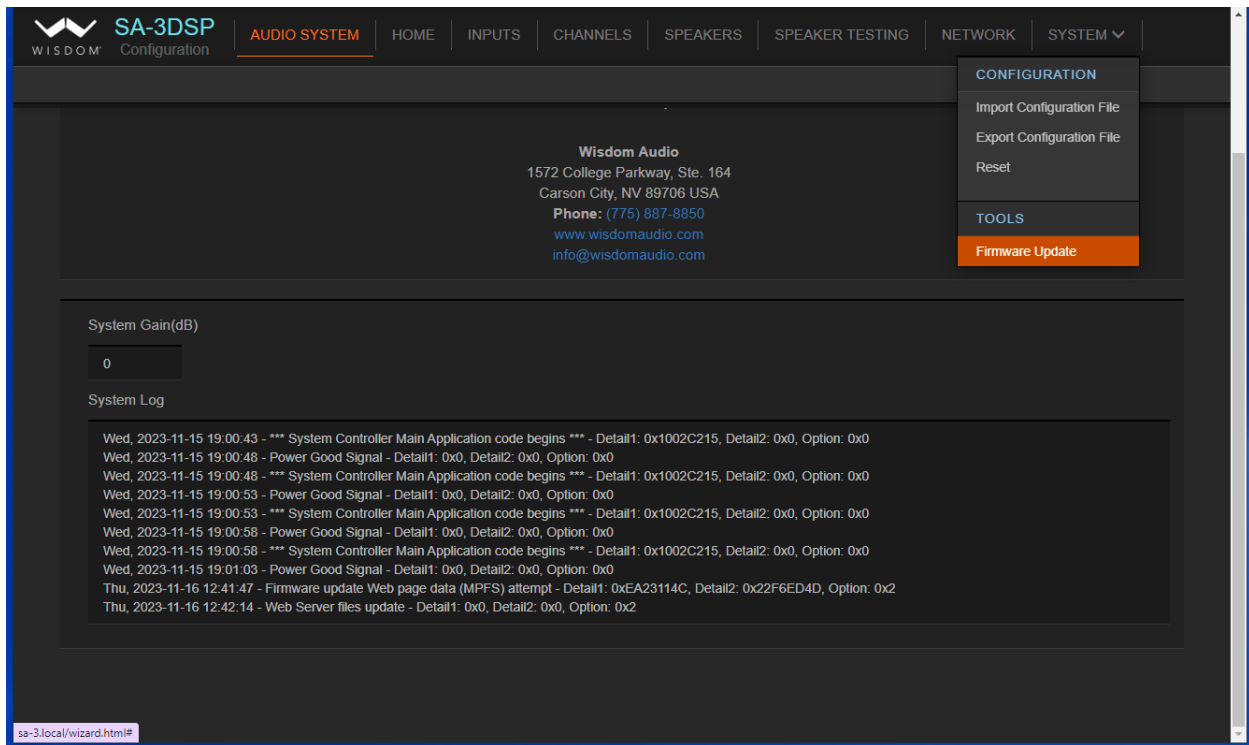 WISDOM
SA-3DSP
Configuration
AUDIO SYSTEM
HOME
INPUTS
CHANNELS
SPEAKERS
SPEAKER TESTING
NETWORK
SYSTEM
CONFIGURATION
Import Configuration File
Export Configuration File
Reset
TOOLS
Firmware Update
Wisdom Audio
1572 College Parkway, Ste. 164
Carson City, NV 89706 USA
Phone: (775) 887-8850
www.wisdomaudio.com
info@wisdomaudio.com
System Gain(dB)
0
System Log
Wed, 2023-11-15 19:00:43 - *** System Controller Main Application code begins *** - Detail1: 0x1002C215, Detail2: 0x0, Option: 0x0
Wed, 2023-11-15 19:00:48 - Power Good Signal - Detail1: 0x0, Detail2: 0x0, Option: 0x0
Wed, 2023-11-15 19:00:48 - *** System Controller Main Application code begins *** - Detail1: 0x1002C215, Detail2: 0x0, Option: 0x0
Wed, 2023-11-15 19:00:53 - Power Good Signal - Detail1: 0x0, Detail2: 0x0, Option: 0x0
Wed, 2023-11-15 19:00:53 - *** System Controller Main Application code begins *** - Detail1: 0x1002C215, Detail2: 0x0, Option: 0x0
Wed, 2023-11-15 19:00:58 - Power Good Signal - Detail1: 0x0, Detail2: 0x0, Option: 0x0
Wed, 2023-11-15 19:00:58 - *** System Controller Main Application code begins *** - Detail1: 0x1002C215, Detail2: 0x0, Option: 0x0
Wed, 2023-11-15 19:01:03 - Power Good Signal - Detail1: 0x0, Detail2: 0x0, Option: 0x0
Thu, 2023-11-16 12:41:47 - Firmware update Web page data (MPFS) attempt - Detail1: 0xEA23114C, Detail2: 0x22F6ED4D, Option: 0x2
Thu, 2023-11-16 12:42:14 - Web Server files update - Detail1: 0x0, Detail2: 0x0, Option: 0x2
sa-3.local/wizard.html#